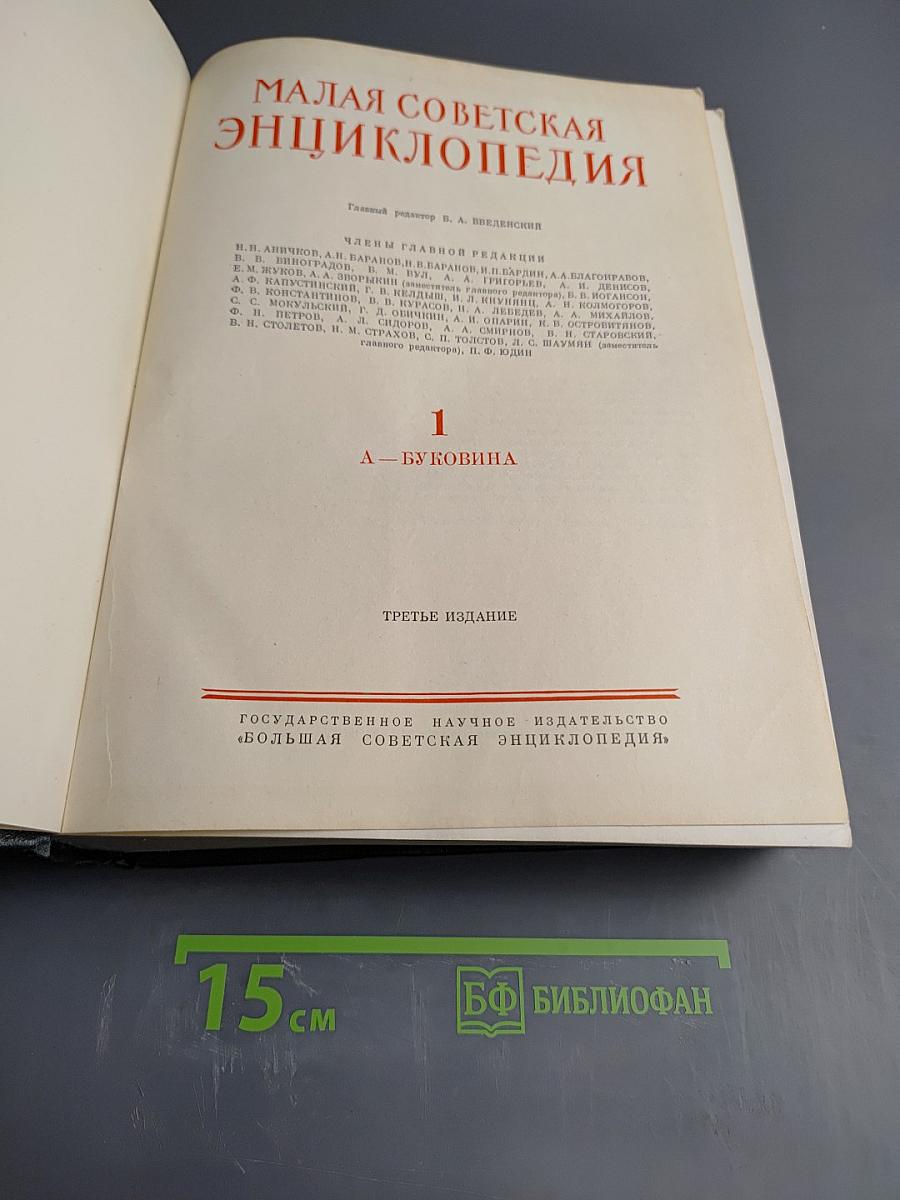 МАЛАЯ СОВЕТСКАЯ
ЭНЦИКЛОПЕДИЯ
Главный редактор Б. А. ВВЕДЕНСКИЙ
ЧЛЕНЫ ГЛАВНОЙ РЕДАКЦИИ
Н. Н. АНИЧКОВ, А.Н. БАРАНОВ, Н.В.БАРАНОВ, И.П.БАРДИН, А.А.БЛАГОНРАВОВ,
В. В. ВИНОГРАДОВ, Б. М. ВУЛ, А. А. ГРИГОРЬЕВ, А. И. ДЕНИСОВ,
Е. М. ЖУКОВ, А. А. ЗВОРЫКИН (заместитель главного редактора), Б. В. ИОГАНСОН,
А. Ф. КАПУСТИНСКИЙ, Г. В. КЕЛДЫШ, И. Л. КНУНЯНЦ, А. Н. КОЛМОГОРОВ,
Ф. В. КОНСТАНТИНОВ, В. В. КУРАСОВ, Н. А. ЛЕБЕДЕВ, А. А. МИХАЙЛОВ,
С. С. МОКУЛЬСКИЙ, Г. Д. ОБИЧКИН, А. И. ОПАРИН, К. В. ОСТРОВИТЯНОВ,
Ф. Н. ПЕТРОВ, А. Л. СИДОРОВ, А. А. СМИРНОВ, В. Н. СТАРОВСКИЙ,
В. Н. СТОЛЕТОВ, Н. М. СТРАХОВ, С. П. ТОЛСТОВ, Л. С. ШАУМЯН (заместитель
главного редактора), П. Ф. ЮДИН
1
А — БУКОВИНА
ТРЕТЬЕ ИЗДАНИЕ
ГОСУДАРСТВЕННОЕ НАУЧНОЕ ИЗДАТЕЛЬСТВО
«БОЛЬШАЯ СОВЕТСКАЯ ЭНЦИКЛОПЕДИЯ»
15 см
БФ БИБЛИОФАН